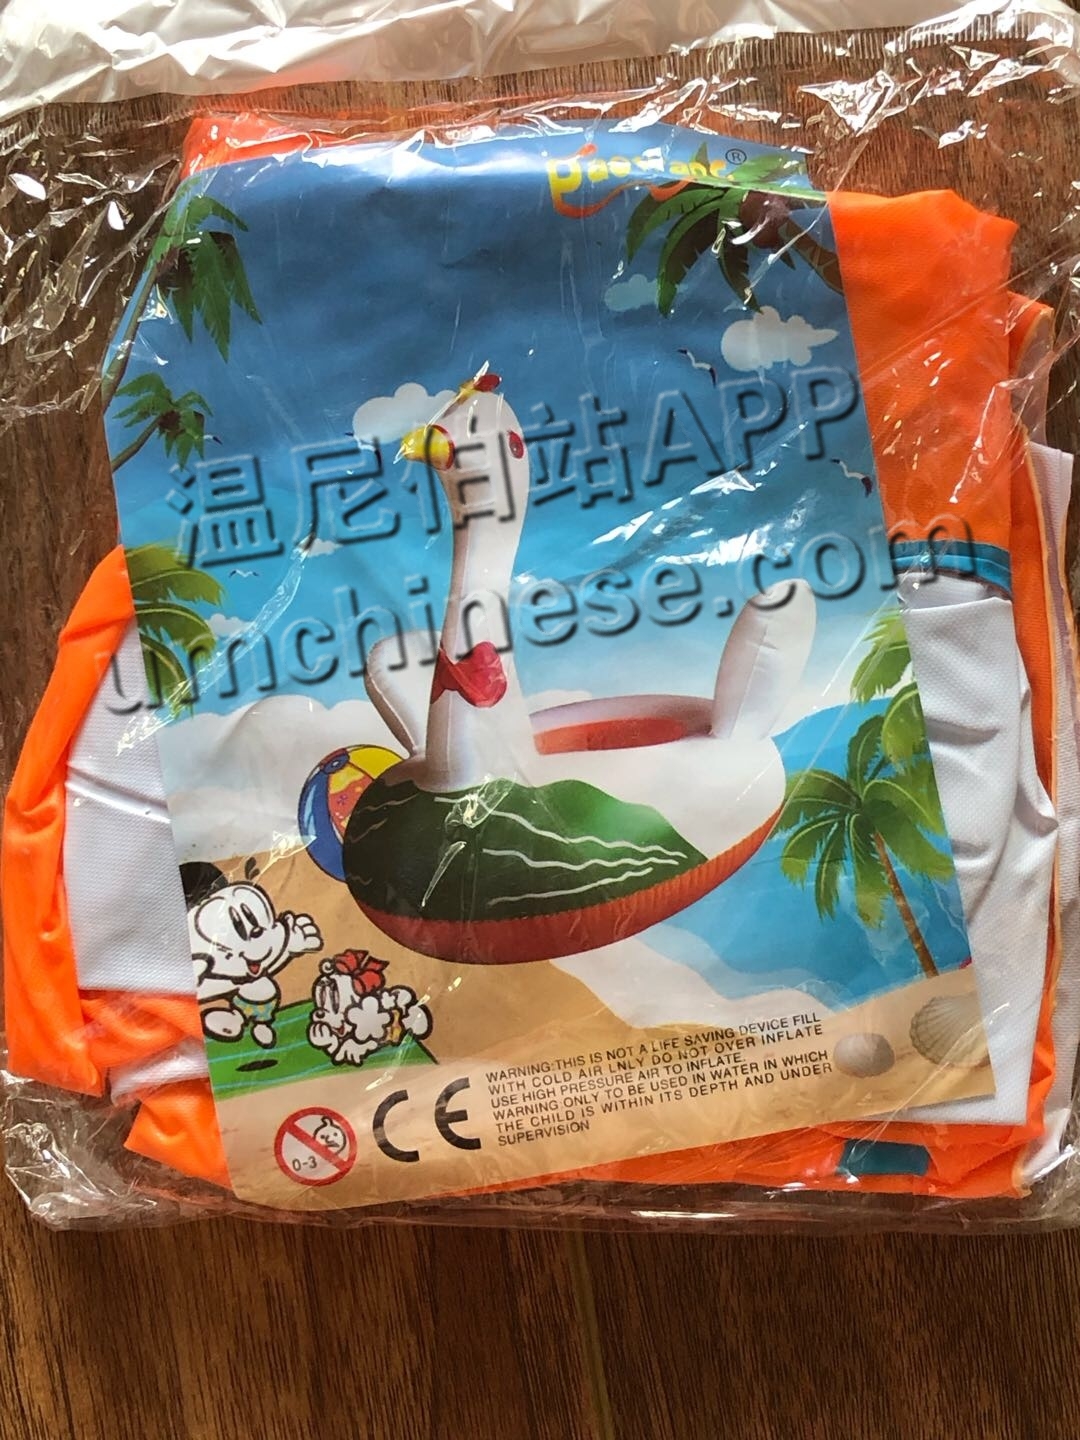 温尼伯站APP
umchinese.com
WARNING:THIS IS NOT A LIFE SAVING DEVICE FILL
WITH COLD AIR LNLY DO NOT OVER INFLATE
USE HIGH PRESSURE AIR TO INFLATE.
WARNING ONLY TO BE USED IN WATER IN WHICH
THE CHILD IS WITHIN ITS DEPTH AND UNDER
SUPERVISION
CE
0-3